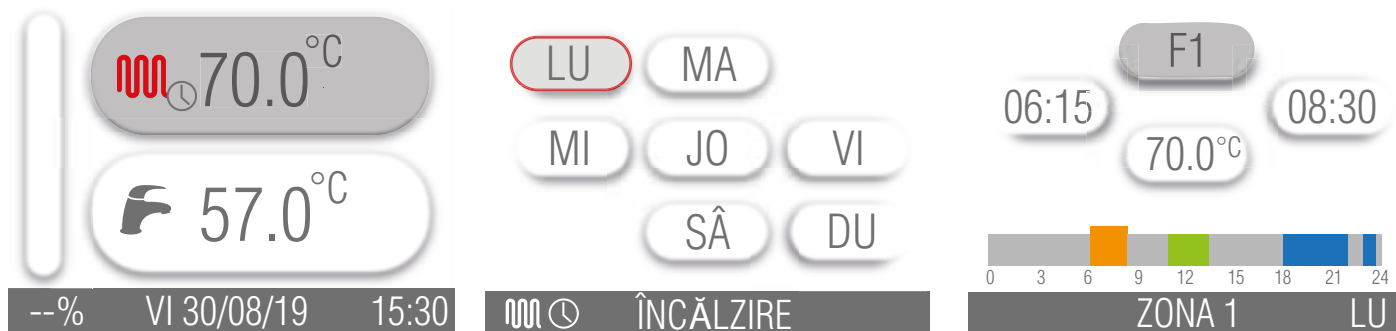 70.0°C
57.0°C
--% VI 30/08/19 15:30
LU MA
MI JO VI
SÂ DU
ÎNCĂLZIRE
F1
06:15 08:30
70.0°C
0 3 6 9 12 15 18 21 24
ZONA 1 LU